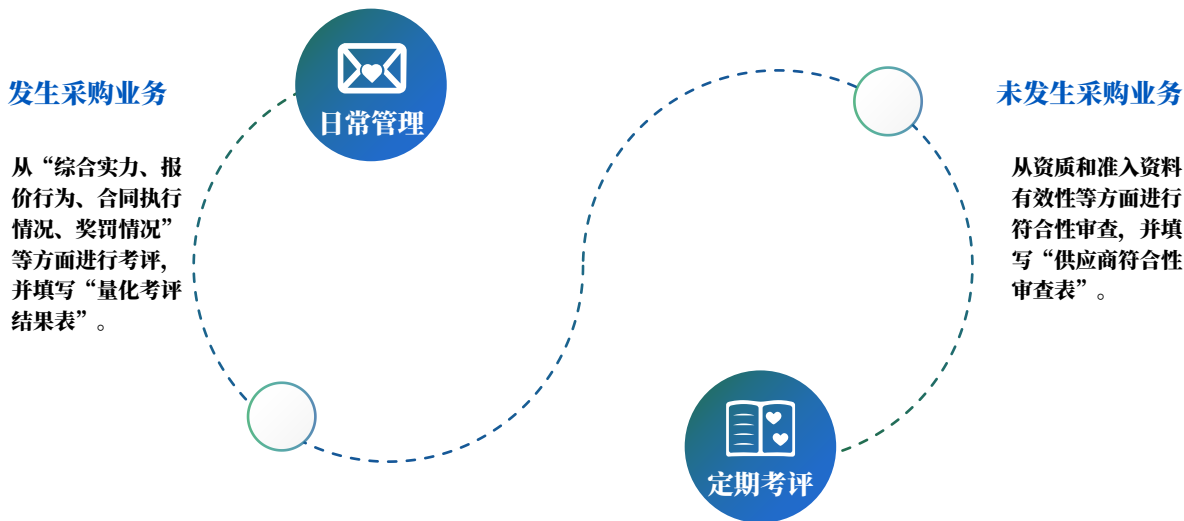 发生采购业务
从“综合实力、报
价行为、合同执行
情况、奖罚情况”
等方面进行考评，
并填写“量化考评
结果表”。
日常管理
定期考评
未发生采购业务
从资质和准入资料
有效性等方面进行
符合性审查，并填
写“供应商符合性
审查表”。